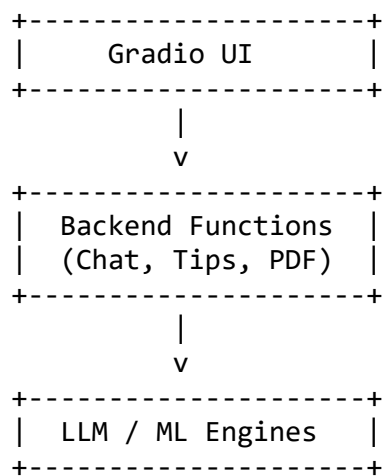 +---------------------+
|      Gradio UI      |
+---------------------+
          |
          v
+---------------------+
|  Backend Functions  |
|  (Chat, Tips, PDF)  |
+---------------------+
          |
          v
+---------------------+
|  LLM / ML Engines   |
+---------------------+